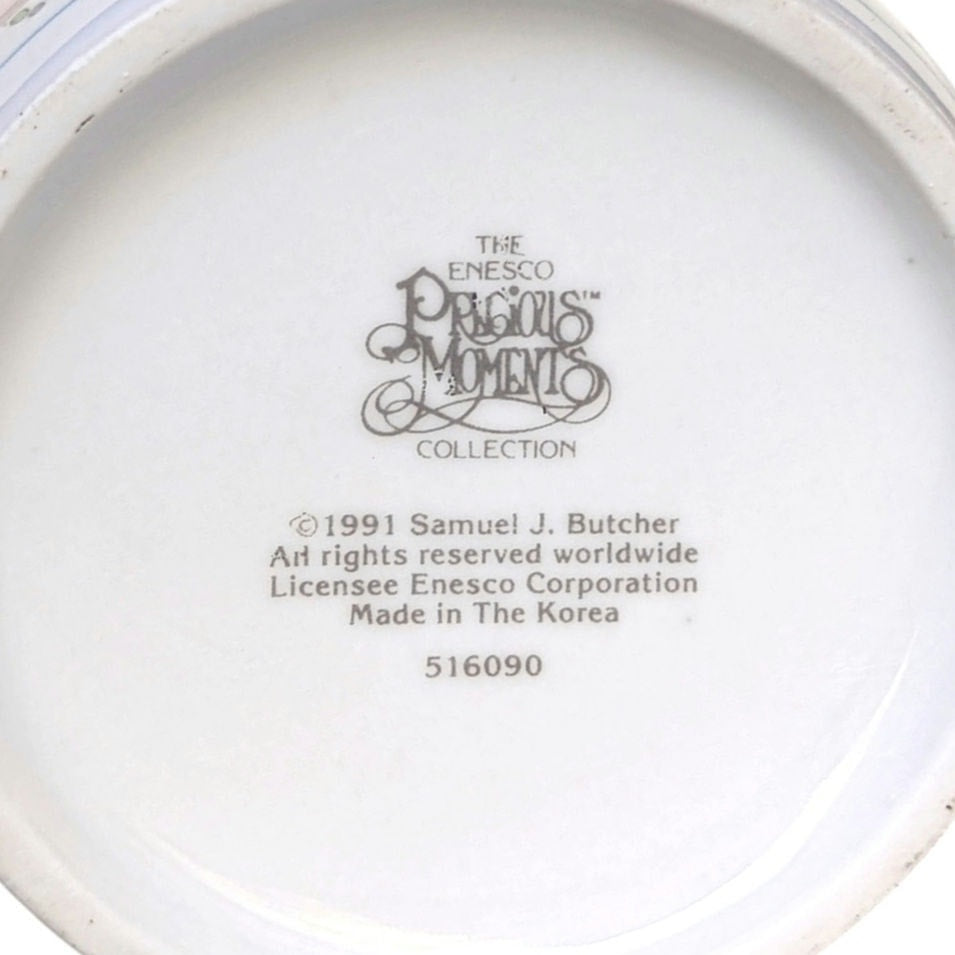 THE
ENESCO
PRECIOUS™
MOMENTS
COLLECTION
©1991 Samuel J. Butcher
All rights reserved worldwide
Licensee Enesco Corporation
Made in The Korea
516090